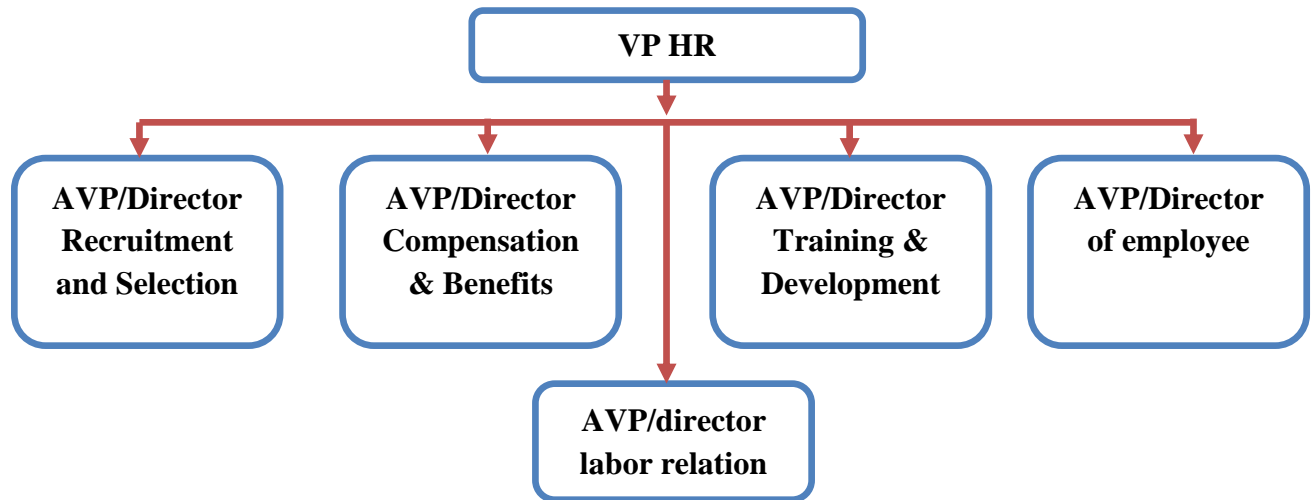 VP HR
AVP/Director
Recruitment
and Selection
AVP/Director
Compensation
& Benefits
AVP/Director
Training &
Development
AVP/Director
of employee
AVP/director
labor relation